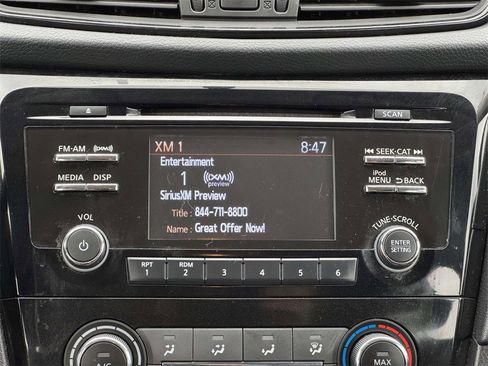 SCAN
FM-AM ((XM))
MEDIA DISP
VOL
XM 1 8:47
Entertainment
1 ((XM)) preview
SiriusXM Preview
Title : 844-711-8800
Name : Great Offer Now!
SEEK·CAT
iPod
MENU BACK
TUNE·SCROLL
ENTER
SETTING
RPT 1 RDM 2 3 4 5 6
A/C
MAX